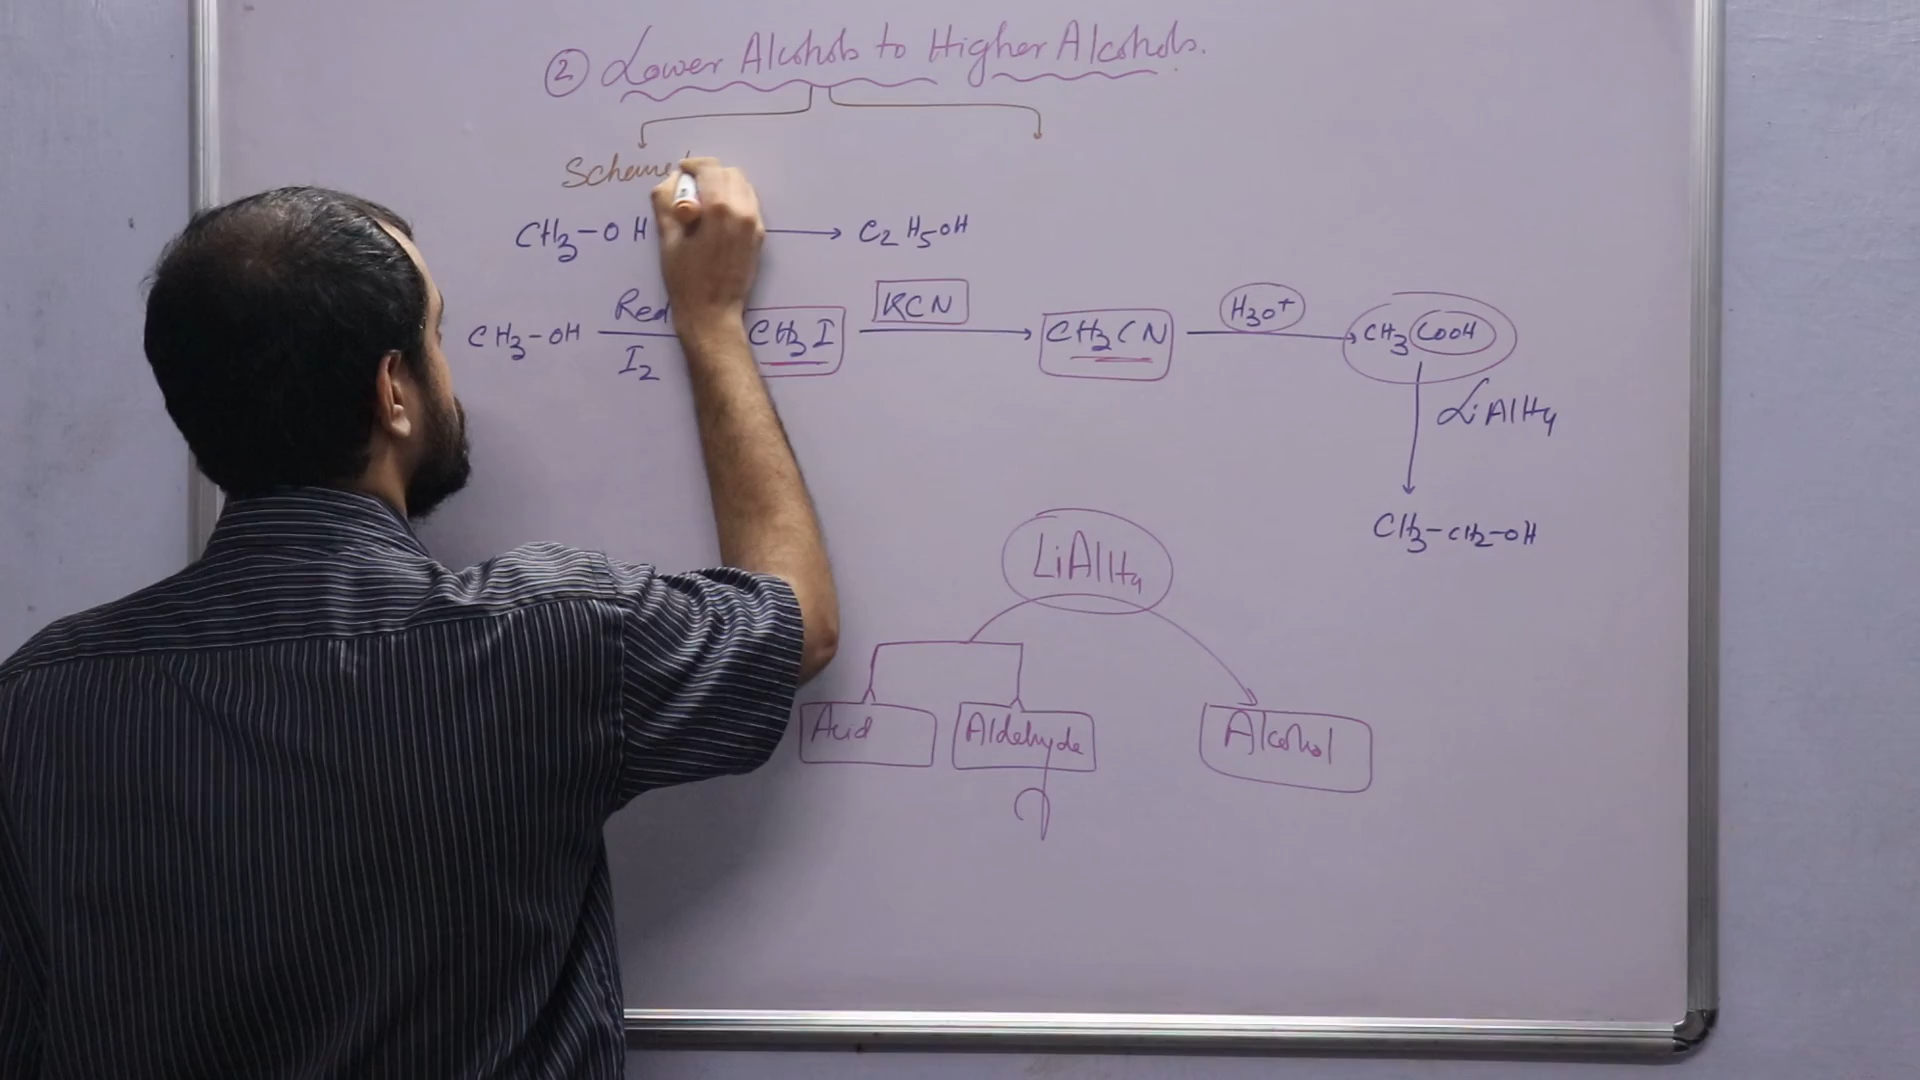 ② Lower Alcohols to Higher Alcohols.
Scheme
CH3-OH → C2H5OH
CH3-OH Red I2 CH3I KCN → CH3CN H3O+ → CH3COOH
LiAlH4
CH3-CH2-OH
LiAlH4
Acid Aldehyde Alcohol